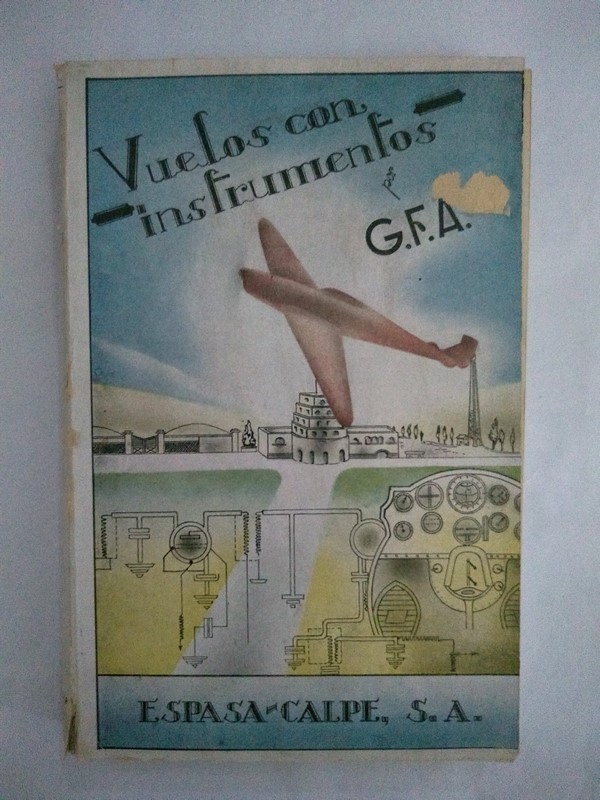 Vuelos con
instrumentos
G.F.A.
ESPASA-CALPE, S. A.